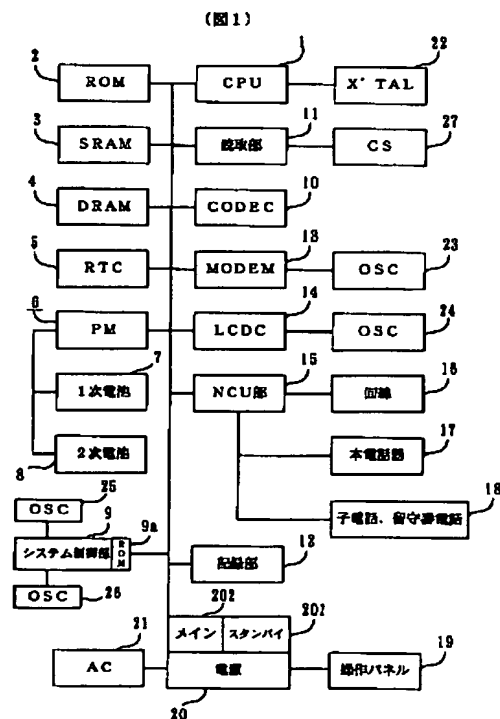 (図1)
1
22
2
ROM
CPU
X'TAL
3
11
27
SRAM
読取部
CS
4
10
DRAM
CODEC
5
13
23
RTC
MODEM
OSC
6
14
24
PM
LCDC
OSC
7
15
16
1次電池
NCU部
回線
17
8
2次電池
本電話器
25
OSC
18
9
9a
子電話、留守番電話
システム制御部
ROM
12
記録部
26
OSC
202
202
メイン
スタンバイ
21
19
AC
電源
操作パネル
20